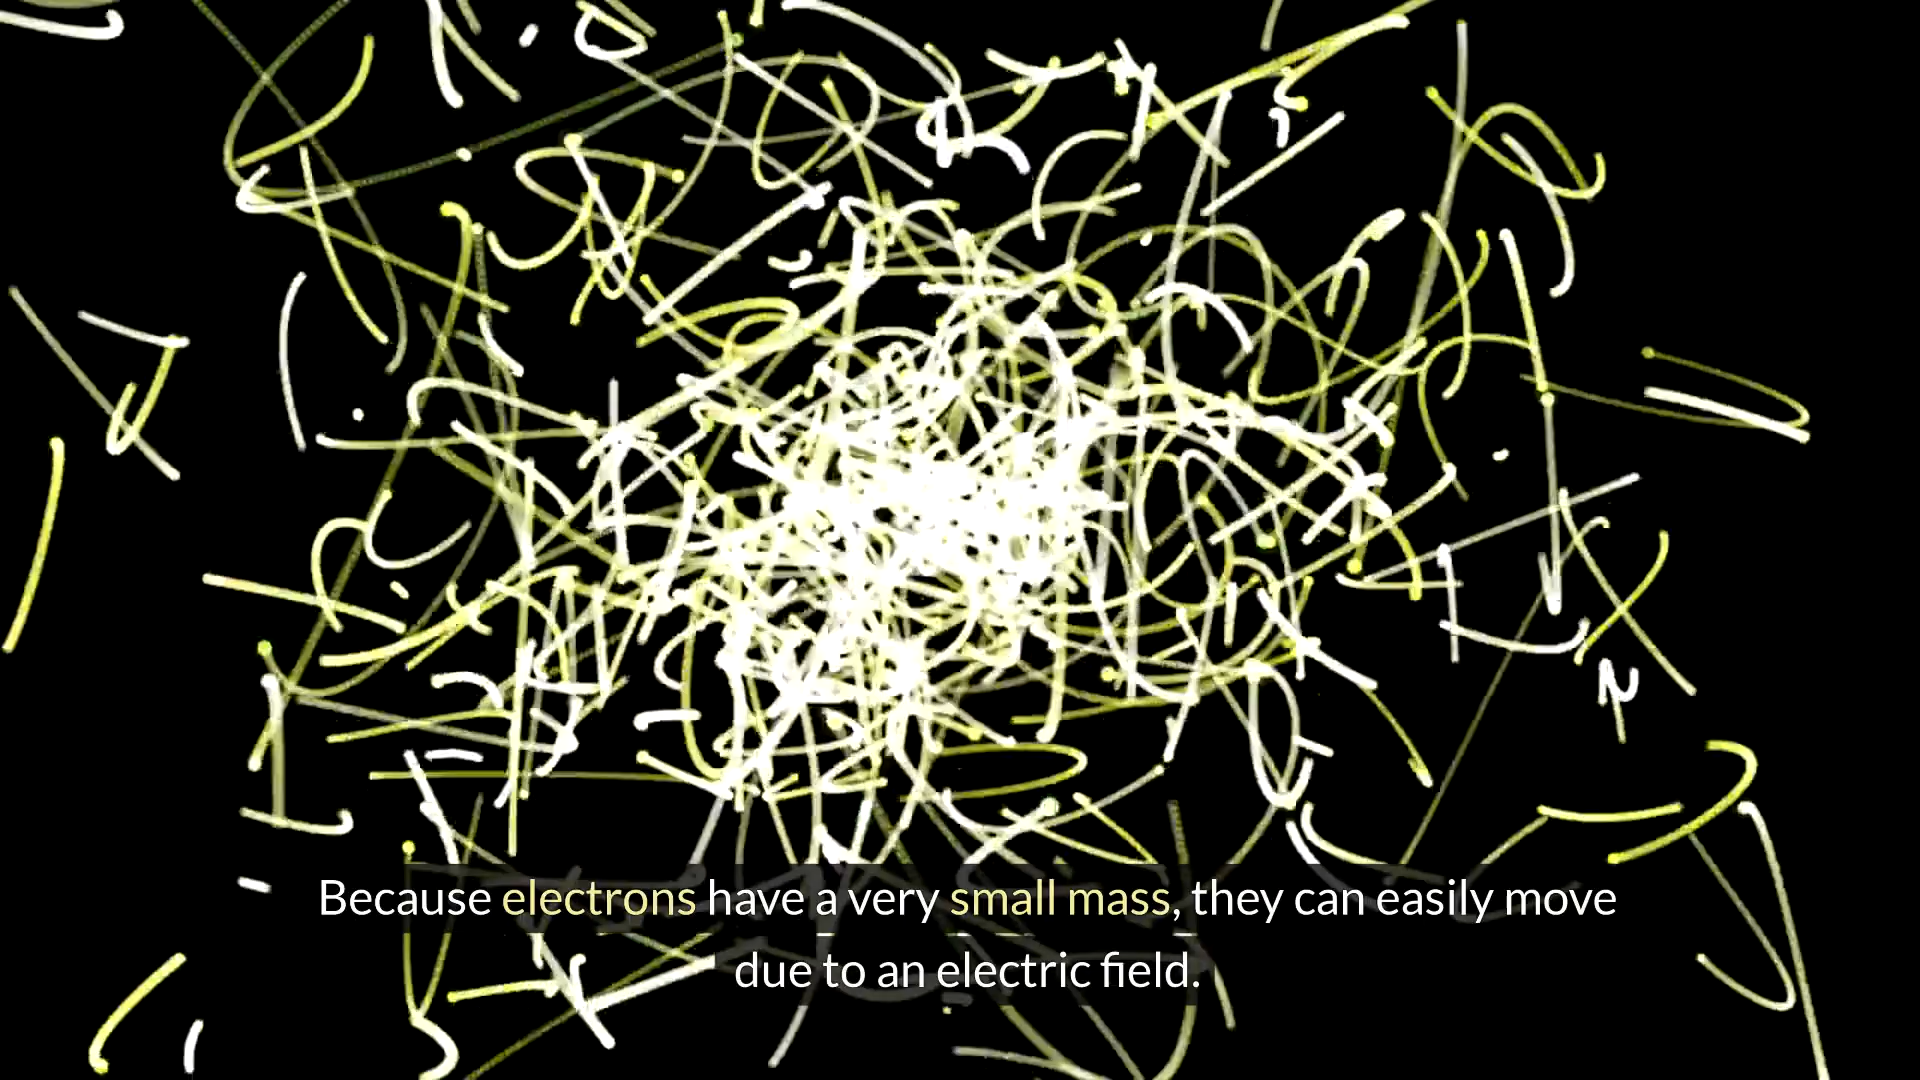 Because electrons have a very small mass, they can easily move
due to an electric field.